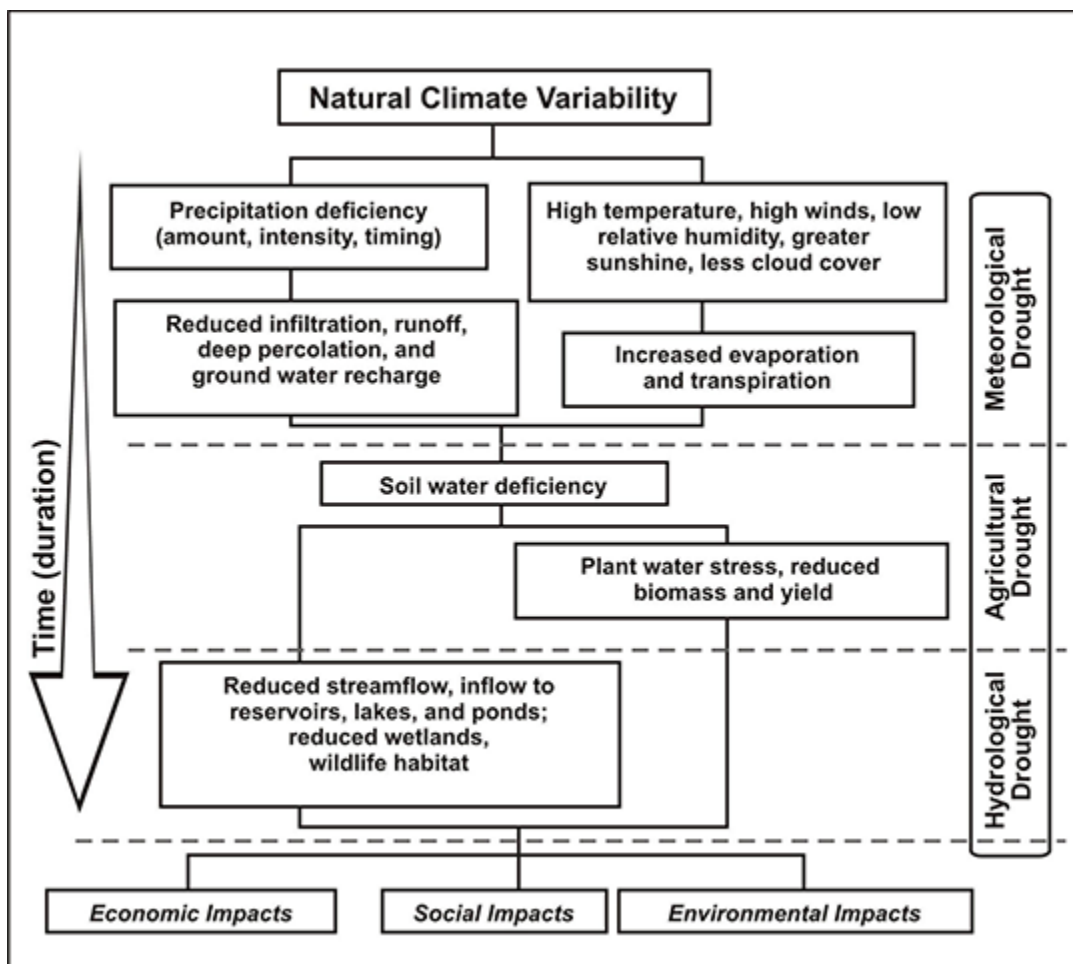 Natural Climate Variability
Precipitation deficiency
(amount, intensity, timing)
High temperature, high winds, low
relative humidity, greater
sunshine, less cloud cover
Reduced infiltration, runoff,
deep percolation, and
ground water recharge
Increased evaporation
and transpiration
Soil water deficiency
Plant water stress, reduced
biomass and yield
Reduced streamflow, inflow to
reservoirs, lakes, and ponds;
reduced wetlands,
wildlife habitat
Economic Impacts
Social Impacts
Environmental Impacts
Time (duration)
Meteorological
Drought
Agricultural
Drought
Hydrological
Drought